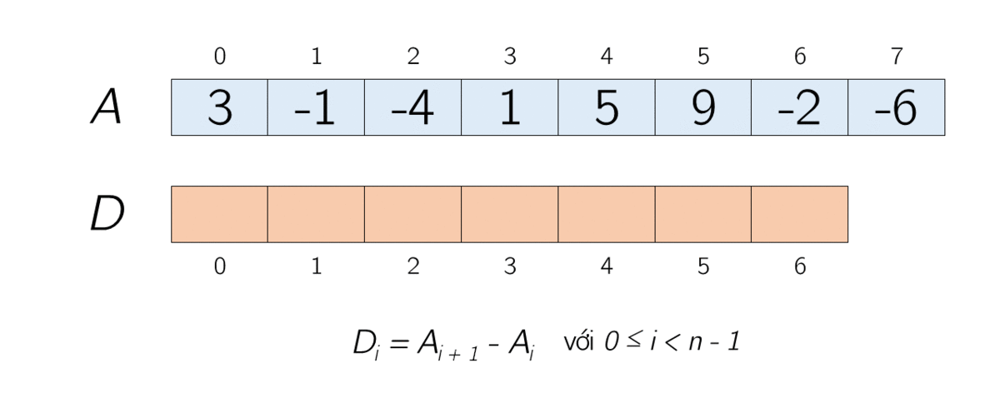 0 1 2 3 4 5 6 7
A 3 -1 -4 1 5 9 -2 -6
D
0 1 2 3 4 5 6
Dᵢ = Aᵢ ₊ ₁ - Aᵢ với 0 ≤ i < n - 1